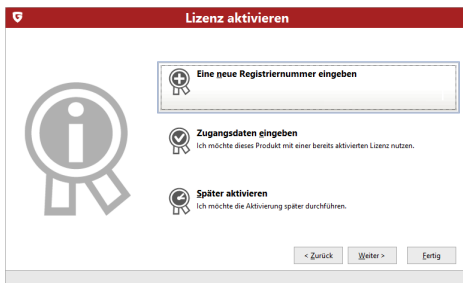 Lizenz aktivieren
Eine neue Registriernummer eingeben
Zugangsdaten eingeben
Ich möchte dieses Produkt mit einer bereits aktivierten Lizenz nutzen.
Später aktivieren
Ich möchte die Aktivierung später durchführen.
< Zurück Weiter > Fertig